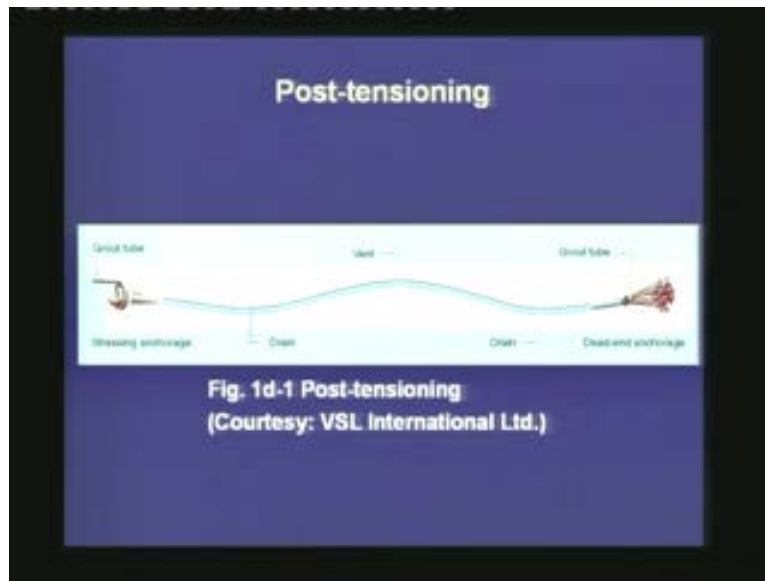 Post-tensioning
Grout tube
Vent
Grout tube
Stressing anchorage
Drain
Drain
Dead-end anchorage
Fig. 1d-1 Post-tensioning
(Courtesy: VSL International Ltd.)